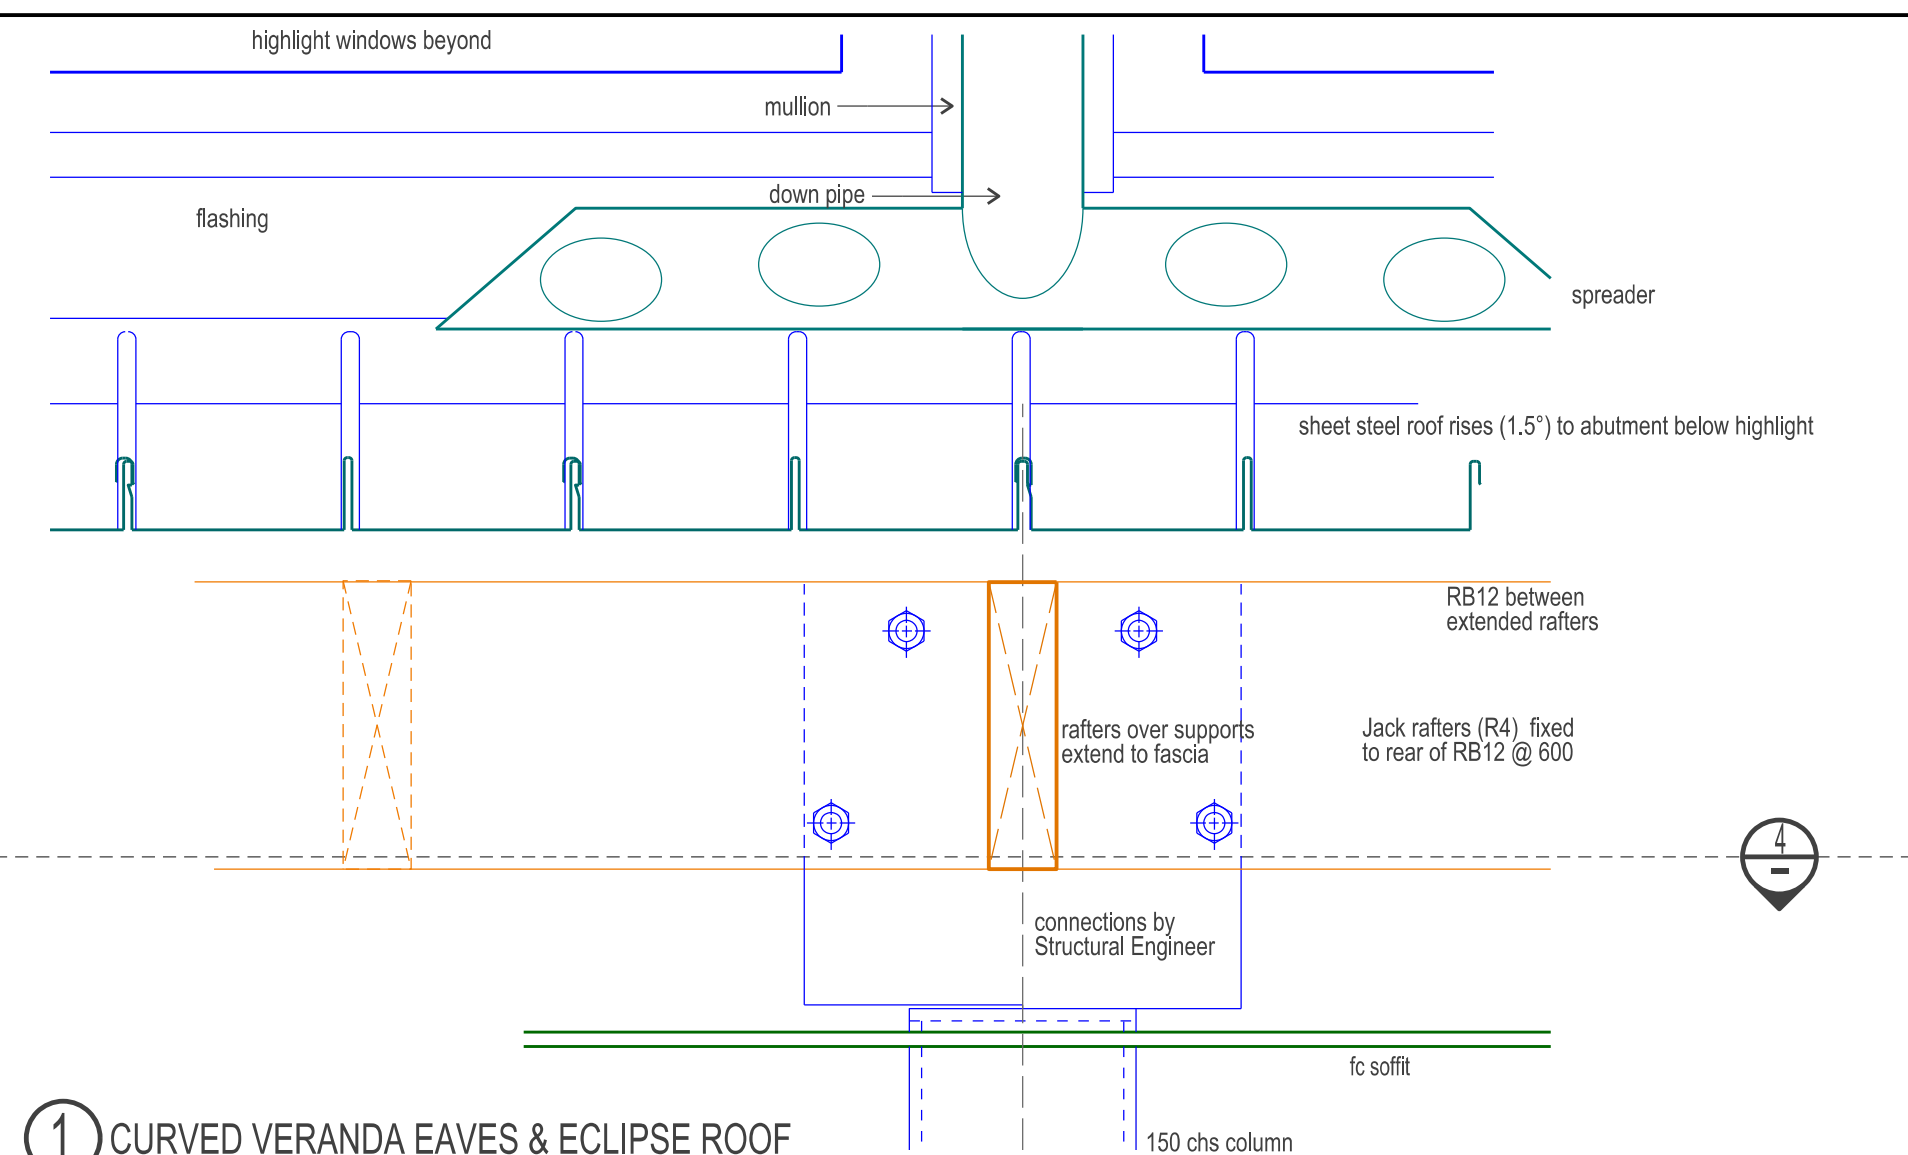 highlight windows beyond
mullion
down pipe
flashing
spreader
sheet steel roof rises (1.5°) to abutment below highlight
RB12 between
extended rafters
rafters over supports
extend to fascia
Jack rafters (R4) fixed
to rear of RB12 @ 600
4
-
connections by
Structural Engineer
fc soffit
1 CURVED VERANDA EAVES & ECLIPSE ROOF
150 chs column